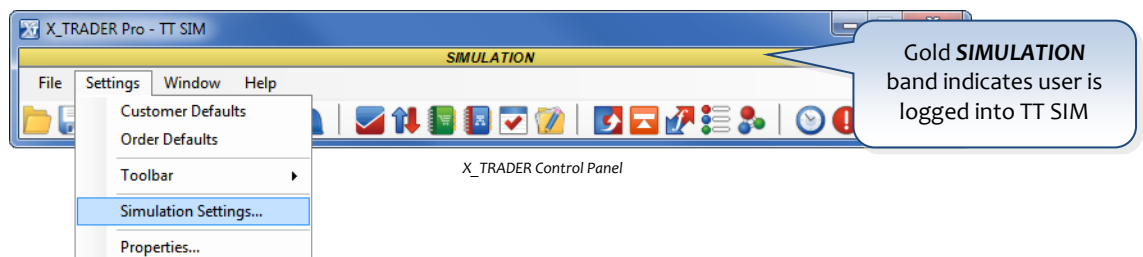 X_TRADER Pro - TT SIM
SIMULATION
Gold SIMULATION
band indicates user is
logged into TT SIM
File Settings Window Help
Customer Defaults
Order Defaults
Toolbar
Simulation Settings...
Properties...
X_TRADER Control Panel